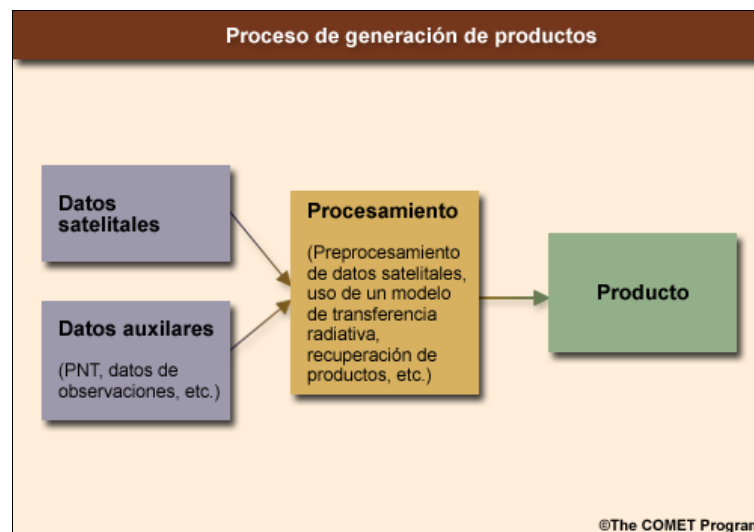 Proceso de generación de productos
Datos
satelitales
Datos auxilares
(PNT, datos de
observaciones, etc.)
Procesamiento
(Preprocesamiento
de datos satelitales,
uso de un modelo
de transferencia
radiativa,
recuperación de
productos, etc.)
Producto
©The COMET Program